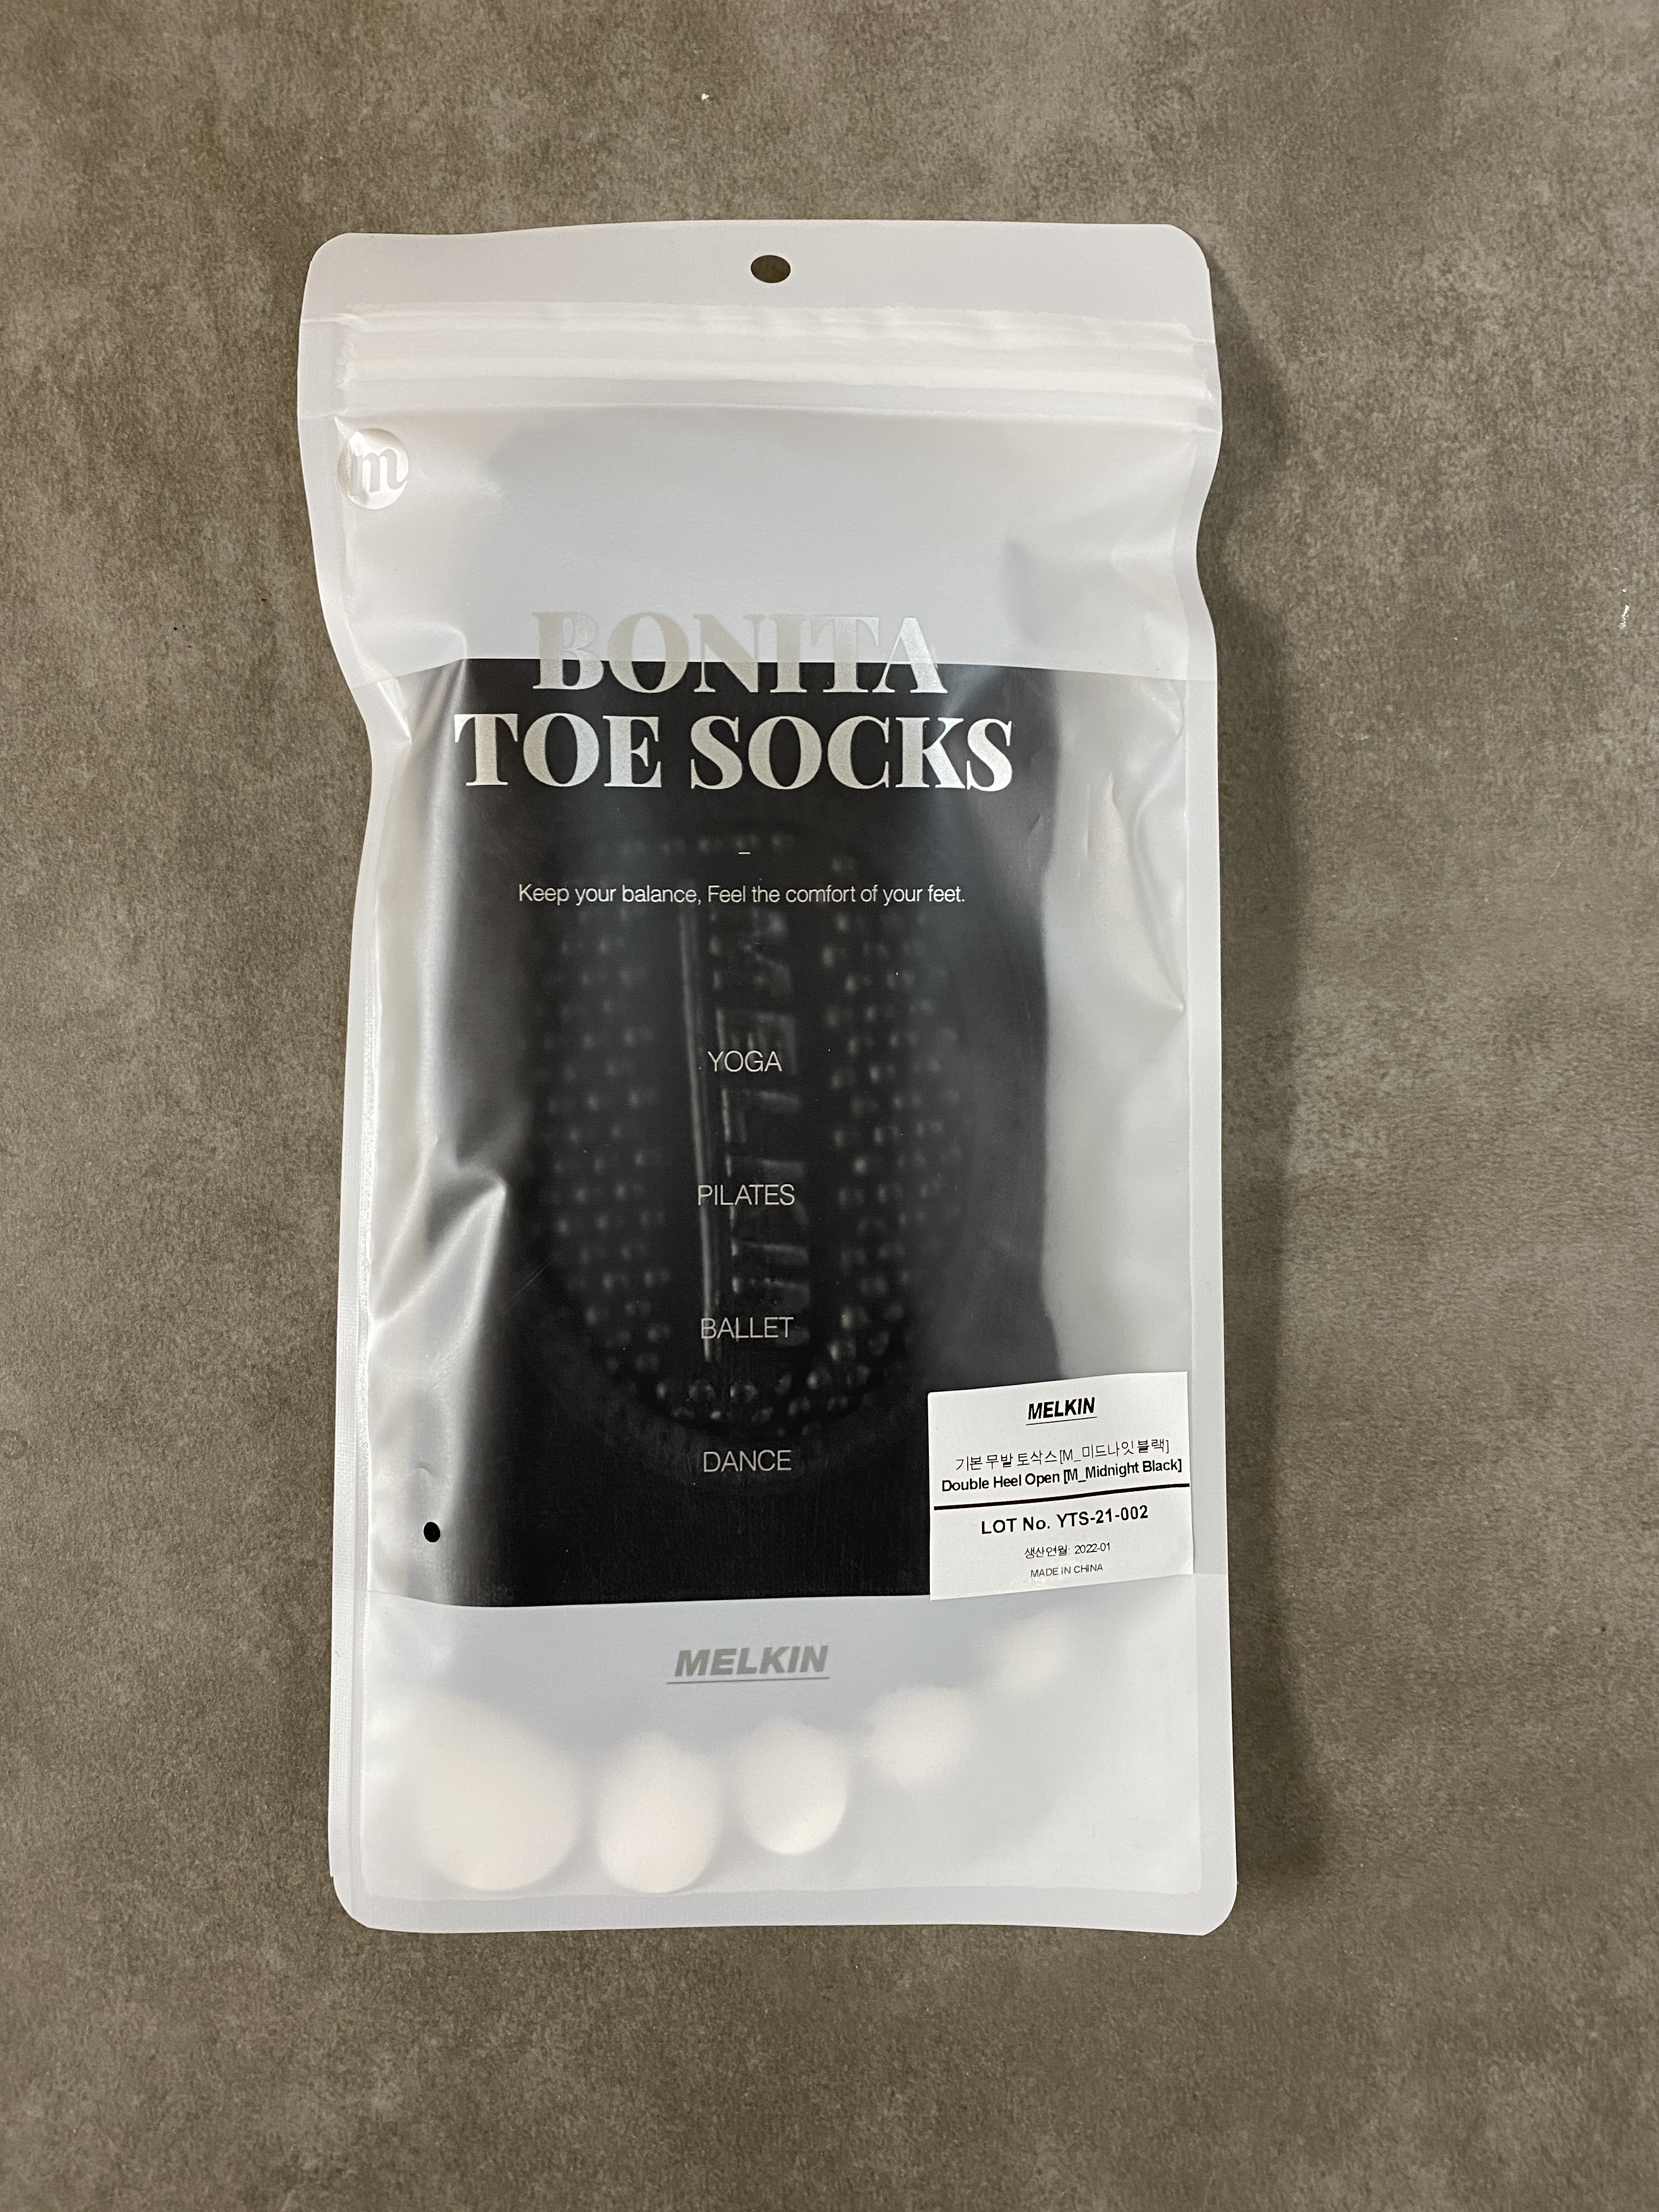 m
BONITA
TOE SOCKS
Keep your balance, Feel the comfort of your feet.
YOGA
PILATES
BALLET
DANCE
MELKIN
기본 무발 토삭스[M_미드나잇 블랙]
Double Heel Open [M_Midnight Black]
LOT No. YTS-21-002
생산연월: 2022-01
MADE IN CHINA
MELKIN